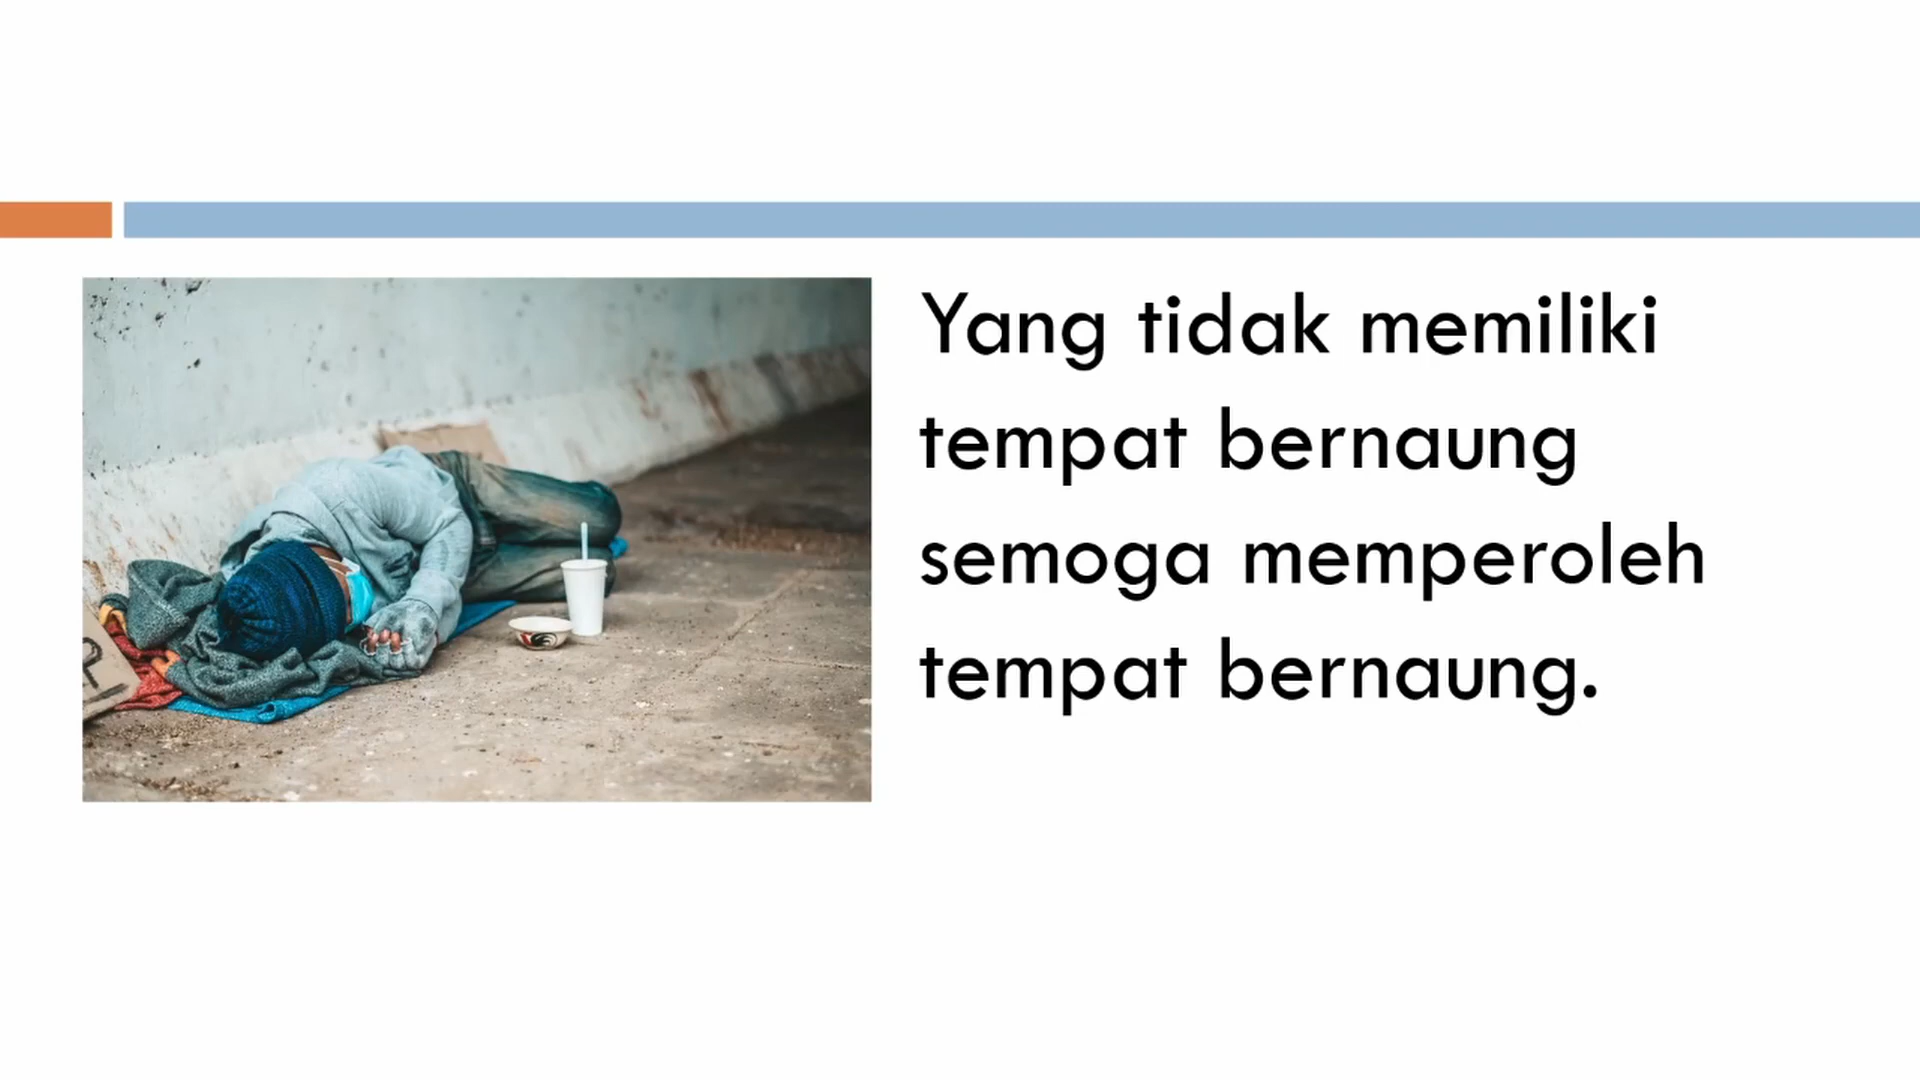 Yang tidak memiliki
tempat bernaung
semoga memperoleh
tempat bernaung.